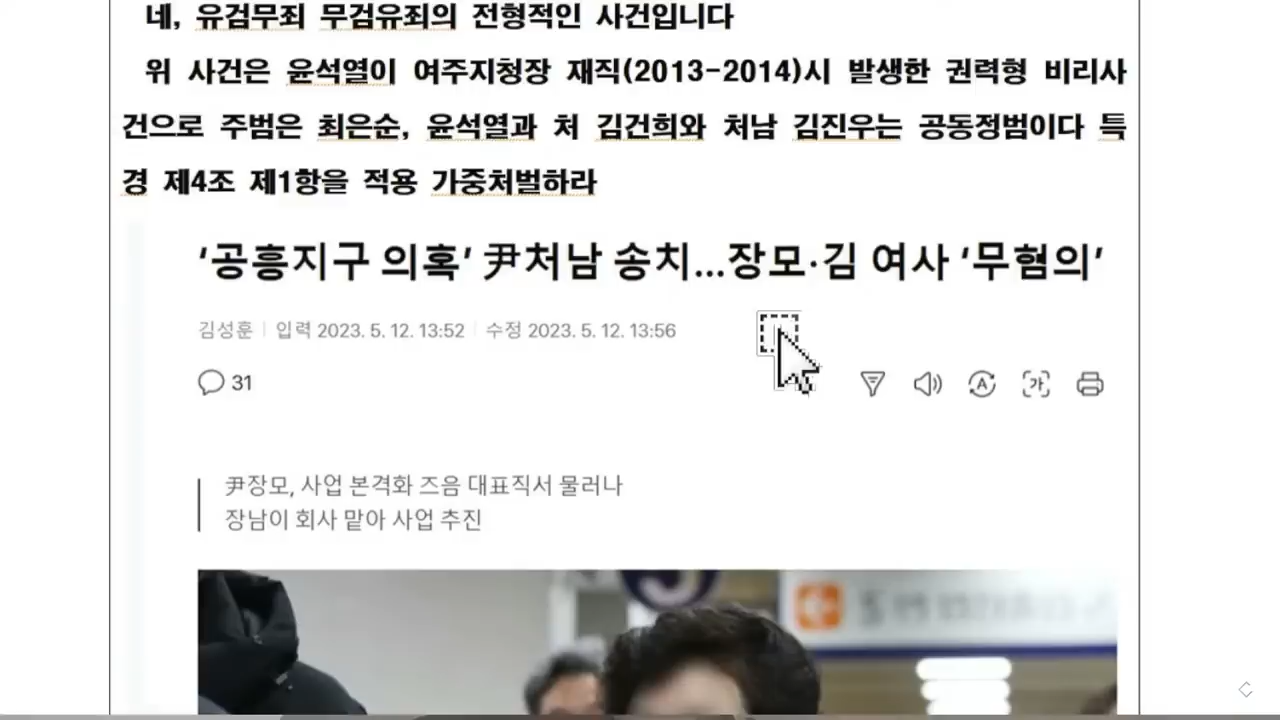 네, 유검무죄 무검유죄의 전형적인 사건입니다
위 사건은 윤석열이 여주지청장 재직(2013-2014)시 발생한 권력형 비리사
건으로 주범은 최은순, 윤석열과 처 김건희와 처남 김진우는 공동정범이다 특
경 제4조 제1항을 적용 가중처벌하라
‘공흥지구 의혹’ 尹처남 송치...장모·김 여사 ‘무혐의’
김성훈 | 입력 2023. 5. 12. 13:52 | 수정 2023. 5. 12. 13:56
31
가
尹장모, 사업 본격화 즈음 대표직서 물러나
장남이 회사 맡아 사업 추진